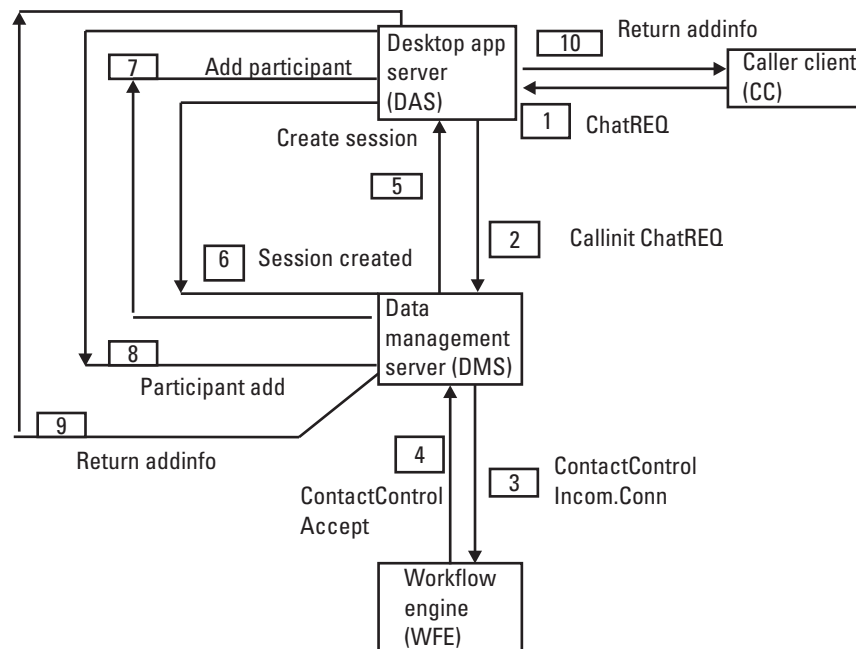 10
Return addinfo
Desktop app
server
(DAS)
Caller client
(CC)
7
Add participant
1
ChatREQ
Create session
5
2
Callinit ChatREQ
6
Session created
Data
management
server (DMS)
8
Participant add
9
Return addinfo
4
ContactControl
Accept
3
ContactControl
Incom.Conn
Workflow
engine
(WFE)